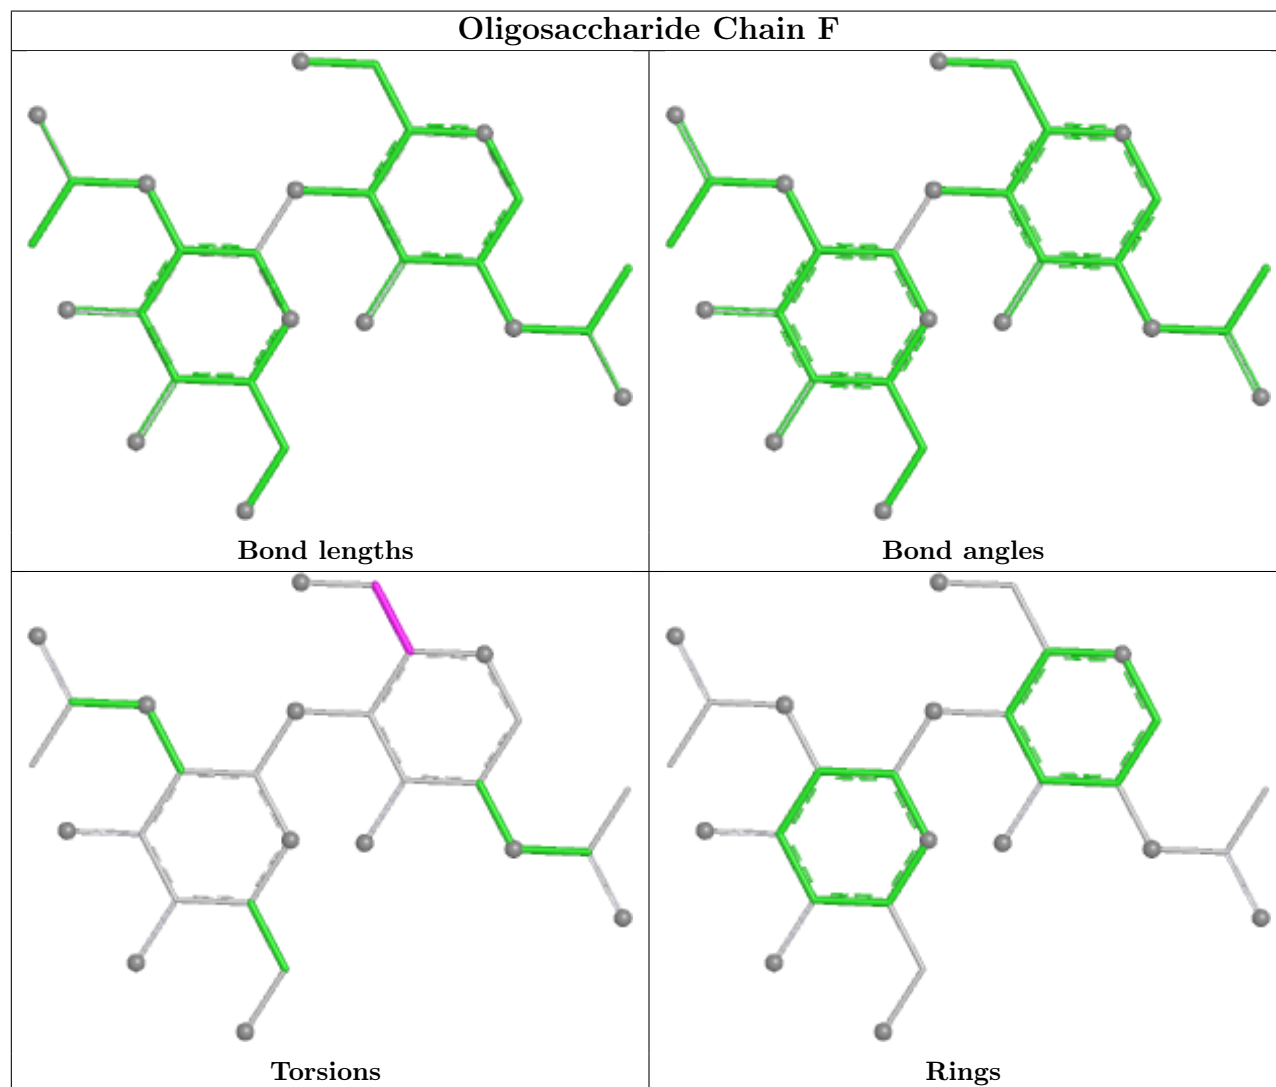 Oligosaccharide Chain F
Bond lengths
Bond angles
Torsions
Rings